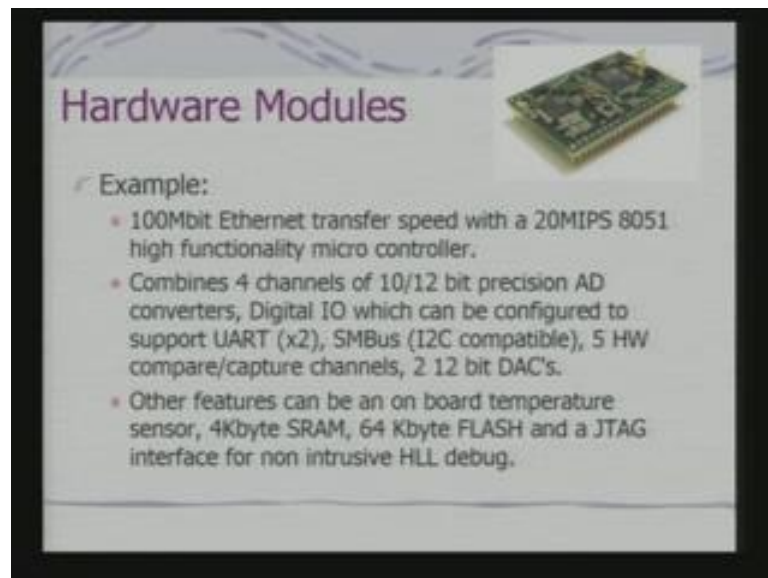 Hardware Modules
Example:
100Mbit Ethernet transfer speed with a 20MIPS 8051
high functionality micro controller.
Combines 4 channels of 10/12 bit precision AD
converters, Digital IO which can be configured to
support UART (x2), SMBus (I2C compatible), 5 HW
compare/capture channels, 2 12 bit DAC's.
Other features can be an on board temperature
sensor, 4Kbyte SRAM, 64 Kbyte FLASH and a JTAG
interface for non intrusive HLL debug.